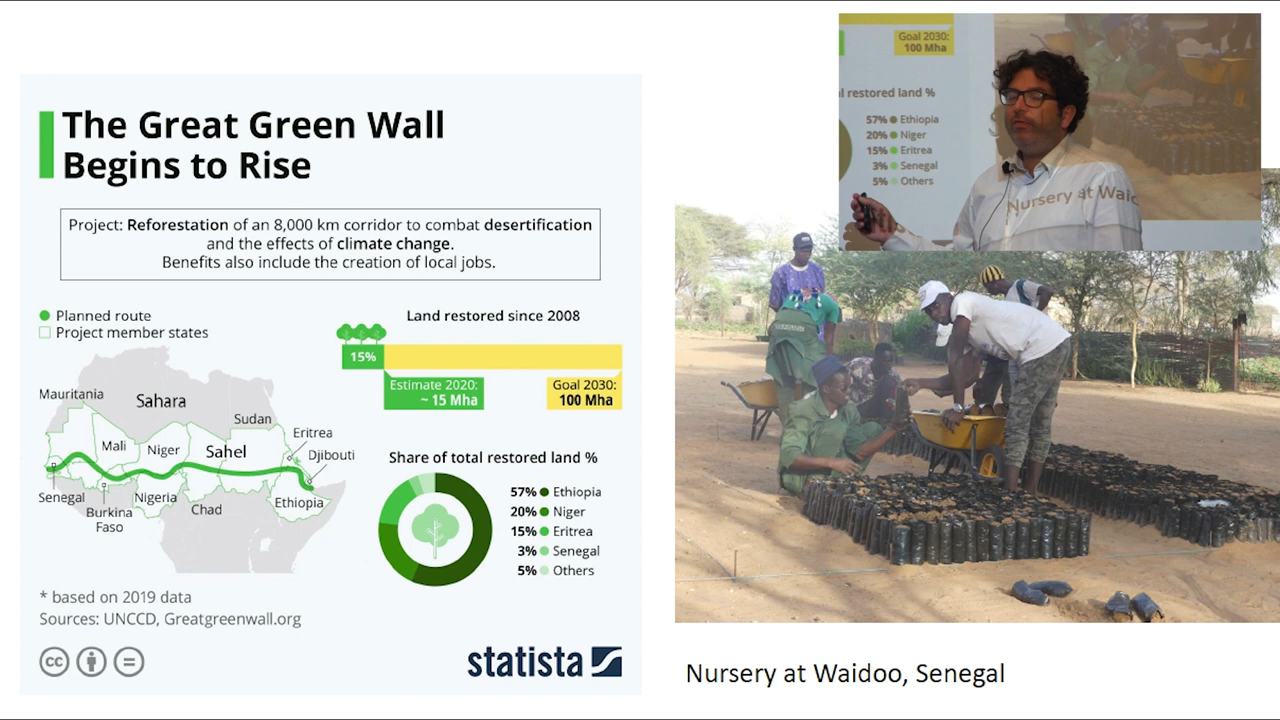 The Great Green Wall
Begins to Rise
Project: Reforestation of an 8,000 km corridor to combat desertification
and the effects of climate change.
Benefits also include the creation of local jobs.
Planned route
Project member states
Mauritania
Sahara
Sudan
Mali
Niger
Sahel
Eritrea
Djibouti
Senegal
Burkina
Faso
Nigeria
Chad
Ethiopia
Land restored since 2008
15%
Estimate 2020:
~ 15 Mha
Goal 2030:
100 Mha
Share of total restored land %
57% Ethiopia
20% Niger
15% Eritrea
3% Senegal
5% Others
* based on 2019 data
Sources: UNCCD, Greatgreenwall.org
cc
statista
Goal 2030:
100 Mha
l restored land %
57% Ethiopia
20% Niger
15% Eritrea
3% Senegal
5% Others
Nursery at Waid
Nursery at Waidoo, Senegal